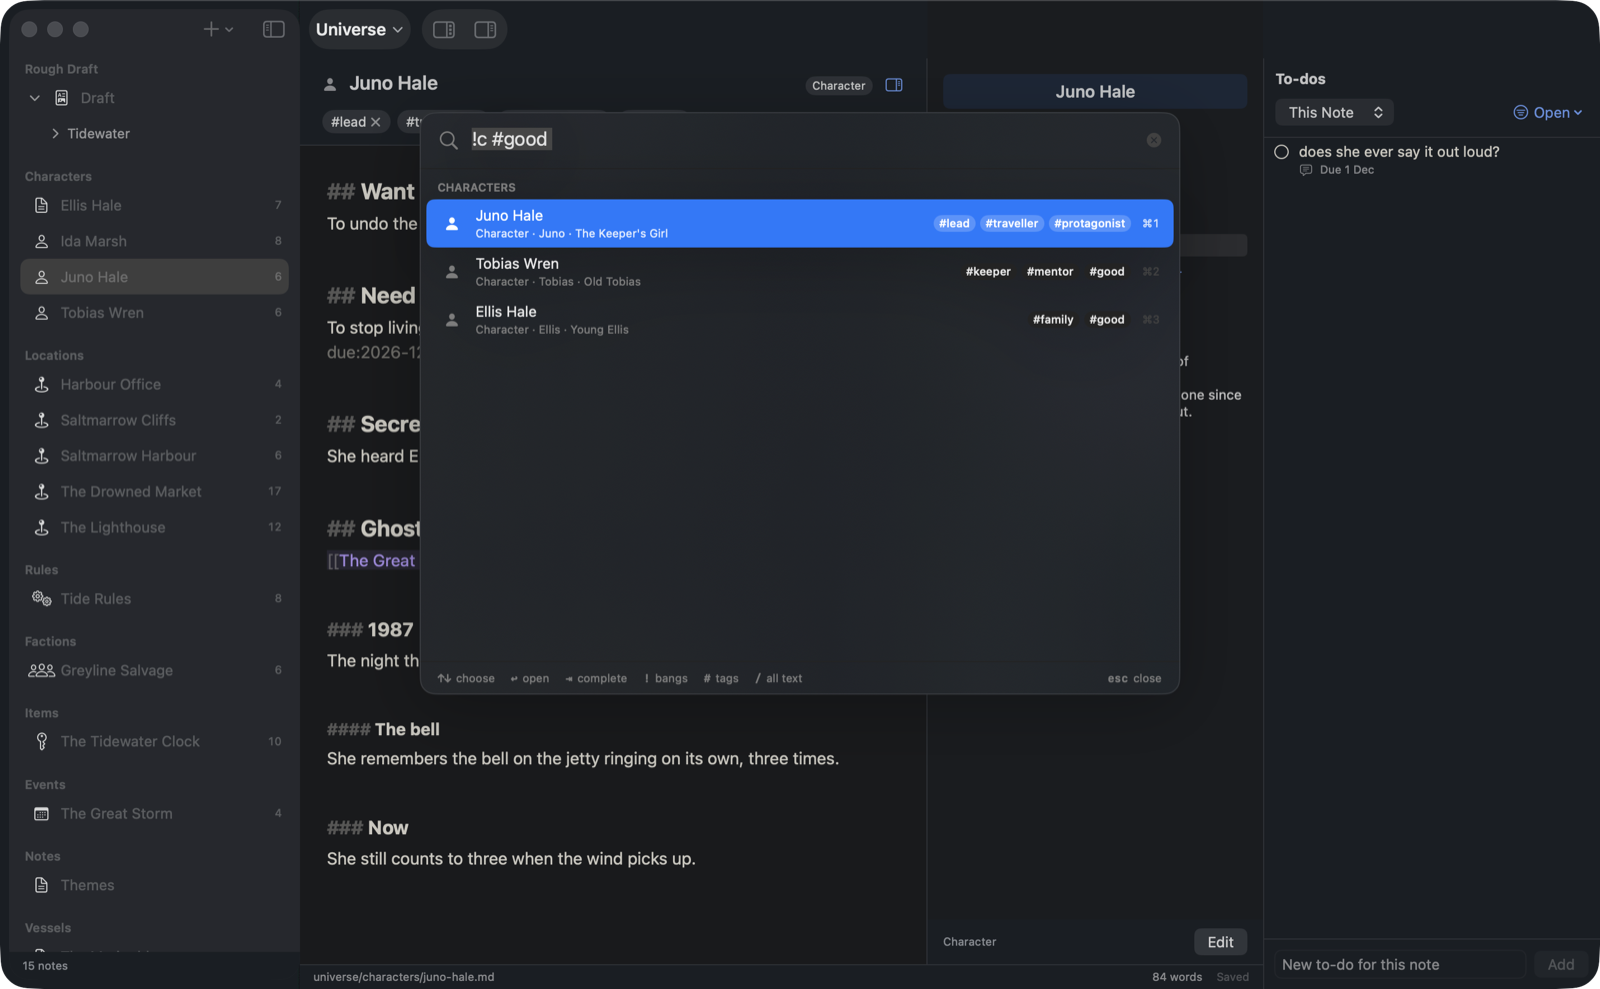 Universe
Rough Draft
Draft
Tidewater
Characters
Ellis Hale 7
Ida Marsh 8
Juno Hale 6
Tobias Wren 6
Locations
Harbour Office 4
Saltmarrow Cliffs 2
Saltmarrow Harbour 6
The Drowned Market 17
The Lighthouse 12
Rules
Tide Rules 8
Factions
Greyline Salvage 6
Items
The Tidewater Clock 10
Events
The Great Storm 4
Notes
Themes
Vessels
15 notes
Juno Hale
Character
#lead
!c #good
CHARACTERS
Juno Hale
Character · Juno · The Keeper's Girl
#lead #traveller #protagonist ⌘1
Tobias Wren
Character · Tobias · Old Tobias
#keeper #mentor #good ⌘2
Ellis Hale
Character · Ellis · Young Ellis
#family #good ⌘3
↑↓ choose ↵ open ⇥ complete ! bangs # tags / all text esc close
## Want
To undo the
## Need
To stop livin
due:2026-12
## Secre
She heard E
## Ghost
[[The Great
### 1987
The night th
#### The bell
She remembers the bell on the jetty ringing on its own, three times.
### Now
She still counts to three when the wind picks up.
universe/characters/juno-hale.md
84 words Saved
Juno Hale
of
one since
ut.
Character
Edit
To-dos
This Note
Open
does she ever say it out loud?
Due 1 Dec
New to-do for this note
Add